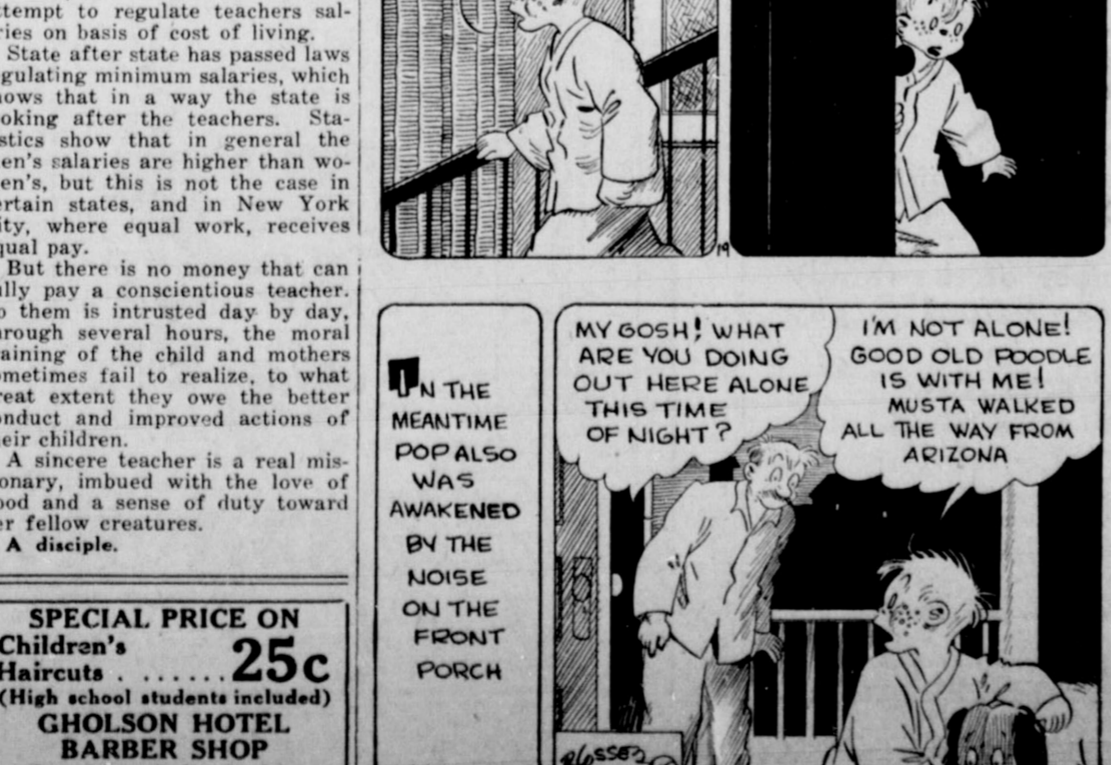 ttempt to regulate teachers sal-
ries on basis of cost of living.
State after state has passed laws
gulating minimum salaries, which
hows that in a way the state is
oking after the teachers. Sta-
stics show that in general the
en's salaries are higher than wo-
en's, but this is not the case in
ertain states, and in New York
ity, where equal work, receives
qual pay.
But there is no money that can
ully pay a conscientious teacher.
o them is intrusted day by day,
hrough several hours, the moral
aining of the child and mothers
ometimes fail to realize, to what
reat extent they owe the better
onduct and improved actions of
heir children.
A sincere teacher is a real mis-
onary, imbued with the love of
ood and a sense of duty toward
er fellow creatures.
A disciple.
SPECIAL PRICE ON
Children's
Haircuts . . . . . . . 25c
(High school students included)
GHOLSON HOTEL
BARBER SHOP
19
IN THE
MEANTIME
POP ALSO
WAS
AWAKENED
BY THE
NOISE
ON THE
FRONT
PORCH
MY GOSH! WHAT
ARE YOU DOING
OUT HERE ALONE
THIS TIME
OF NIGHT?
I'M NOT ALONE!
GOOD OLD POODLE
IS WITH ME!
MUSTA WALKED
ALL THE WAY FROM
ARIZONA
BLOSSER